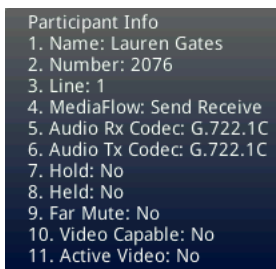 Participant Info
1. Name: Lauren Gates
2. Number: 2076
3. Line: 1
4. MediaFlow: Send Receive
5. Audio Rx Codec: G.722.1C
6. Audio Tx Codec: G.722.1C
7. Hold: No
8. Held: No
9. Far Mute: No
10. Video Capable: No
11. Active Video: No